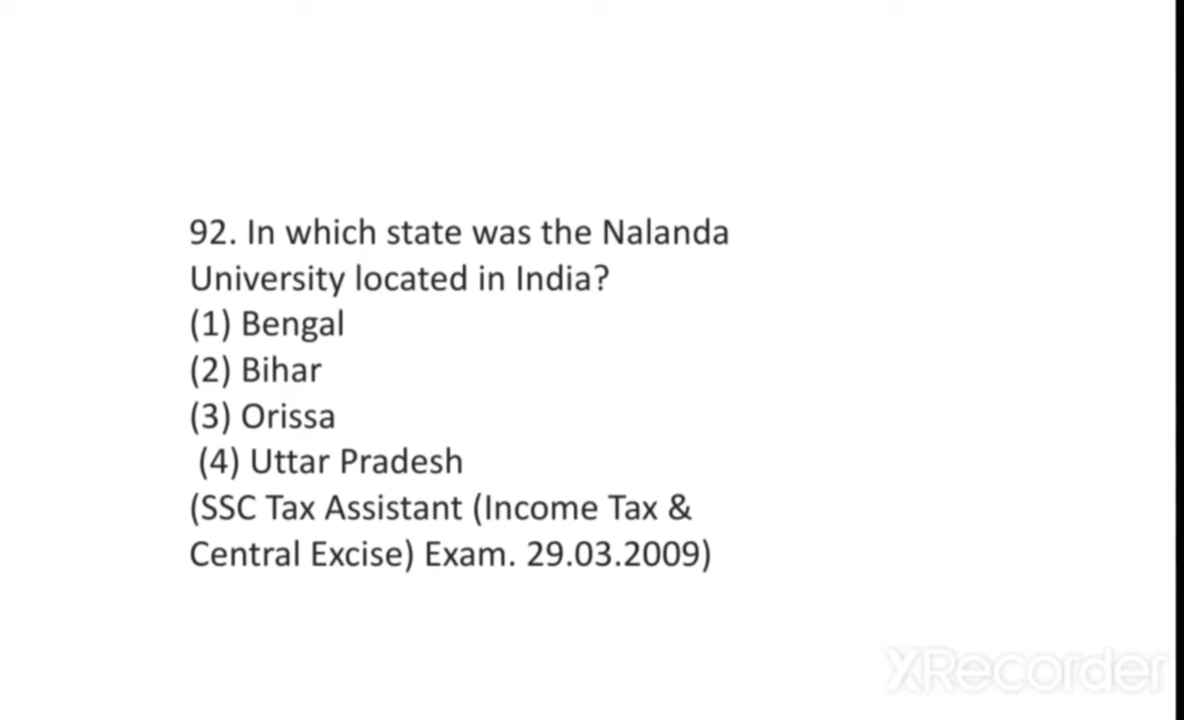 92. In which state was the Nalanda
University located in India?
(1) Bengal
(2) Bihar
(3) Orissa
(4) Uttar Pradesh
(SSC Tax Assistant (Income Tax &
Central Excise) Exam. 29.03.2009)
XRecorder